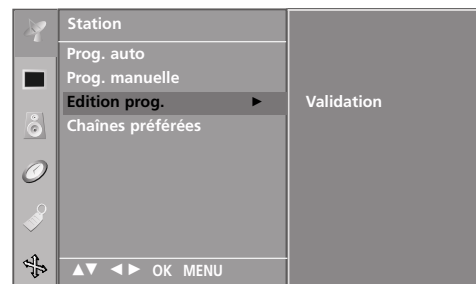 Station
Prog. auto
Prog. manuelle
Edition prog. ►
Validation
Chaînes préférées
▲▼ ◄► OK MENU